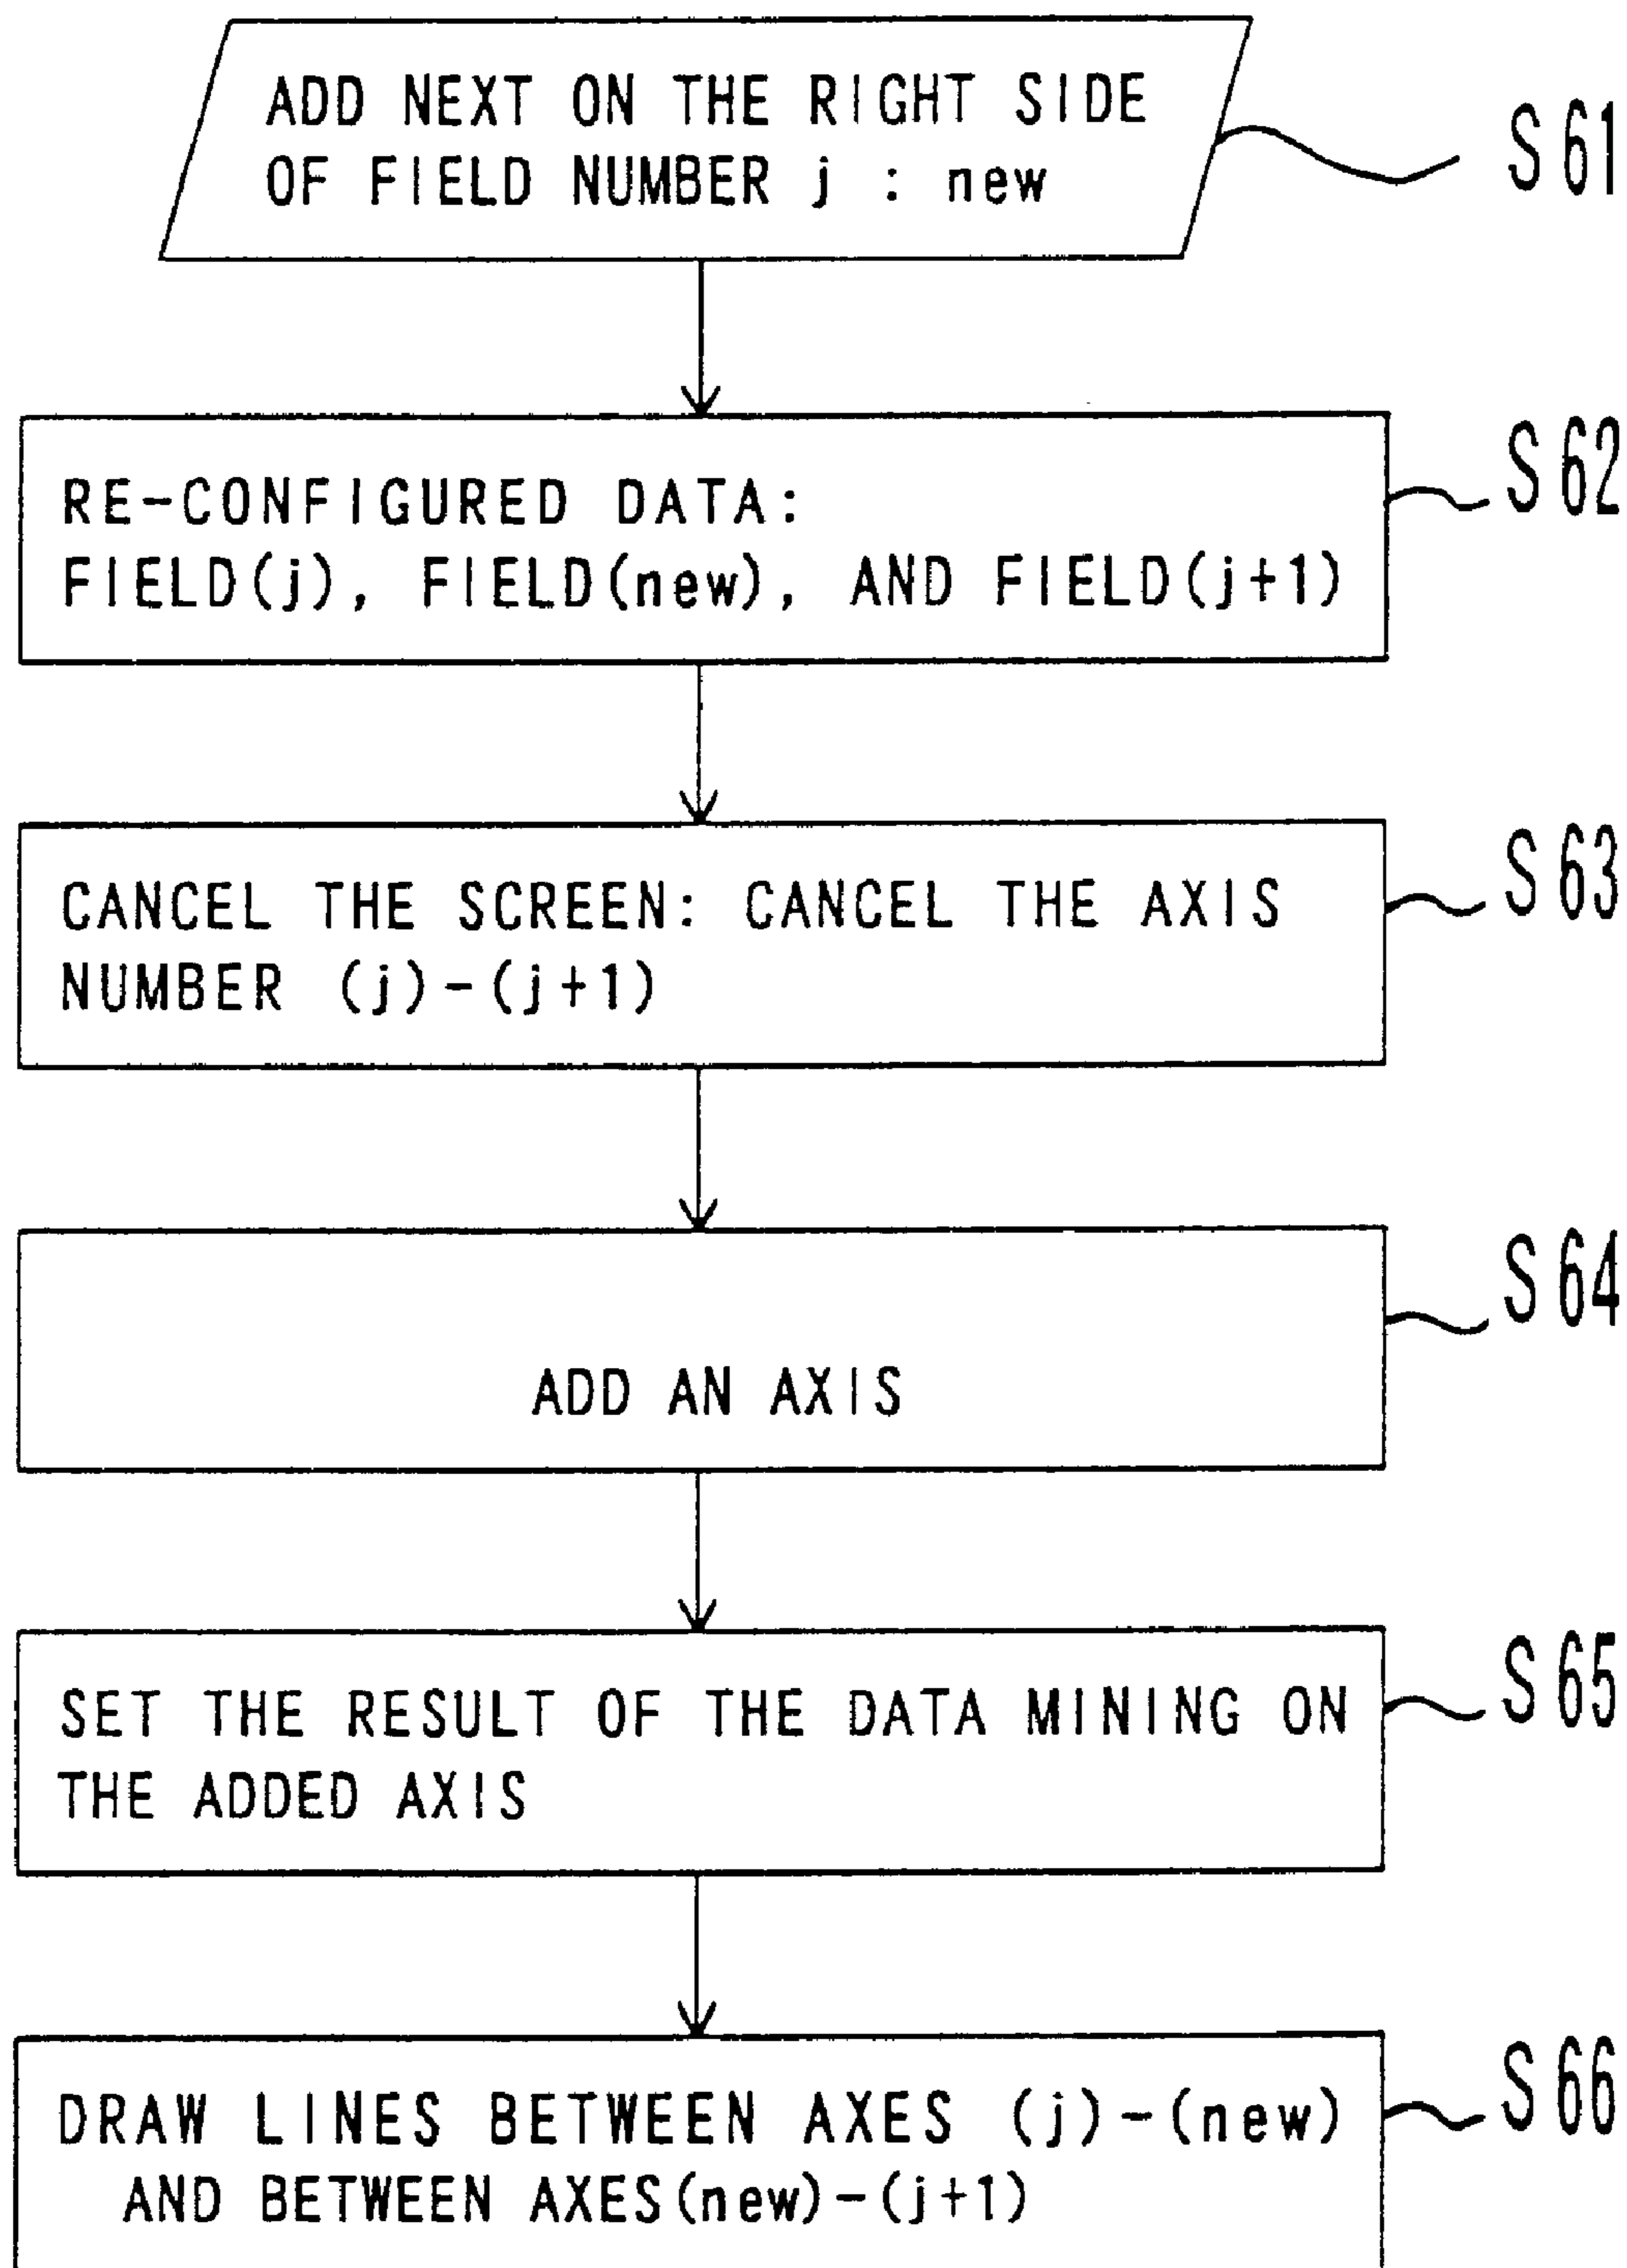 ADD NEXT ON THE RIGHT SIDE
OF FIELD NUMBER j : new
S61
RE-CONFIGURED DATA:
FIELD(j), FIELD(new), AND FIELD(j+1)
S62
CANCEL THE SCREEN: CANCEL THE AXIS
NUMBER (j)-(j+1)
S63
ADD AN AXIS
S64
SET THE RESULT OF THE DATA MINING ON
THE ADDED AXIS
S65
DRAW LINES BETWEEN AXES (j)-(new)
AND BETWEEN AXES(new)-(j+1)
S66